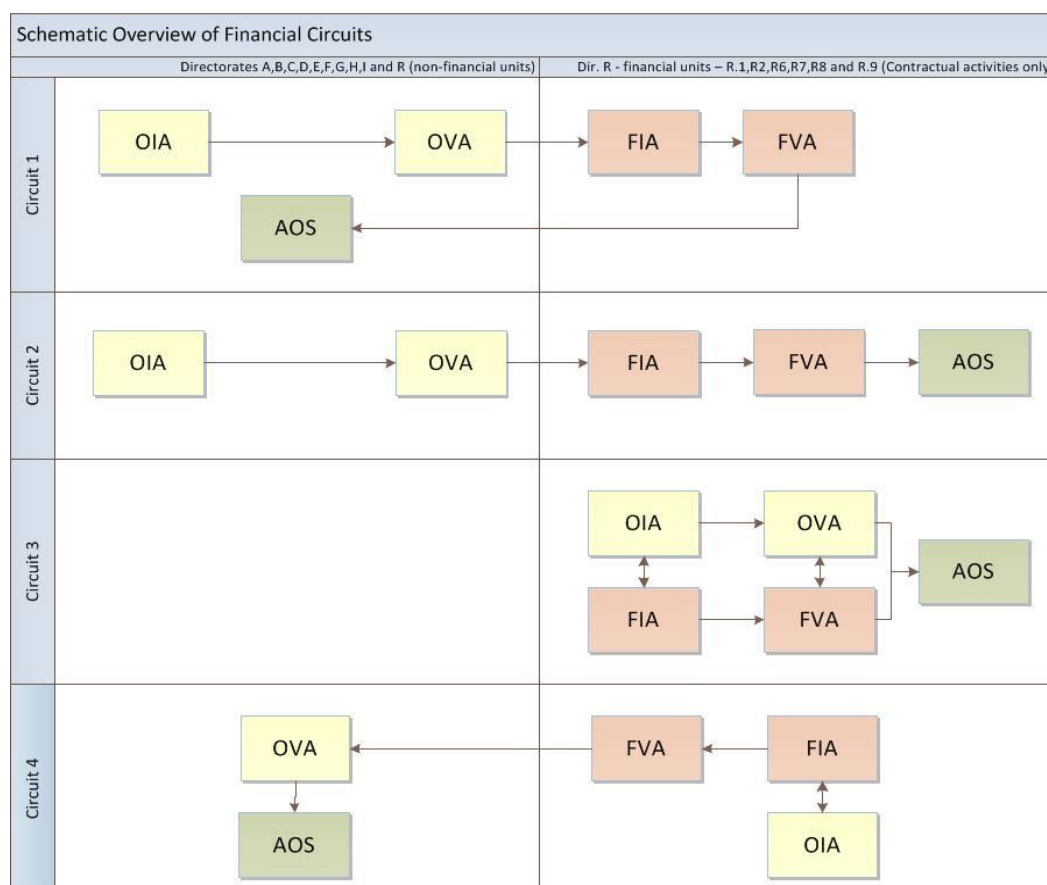 Schematic Overview of Financial Circuits
Directorates A,B,C,D,E,F,G,H,I and R (non-financial units)
Dir. R - financial units – R.1,R2,R6,R7,R8 and R.9 (Contractual activities only
Circuit 1
OIA
OVA
FIA
FVA
AOS
Circuit 2
OIA
OVA
FIA
FVA
AOS
Circuit 3
OIA
OVA
AOS
FIA
FVA
Circuit 4
OVA
FVA
FIA
AOS
OIA